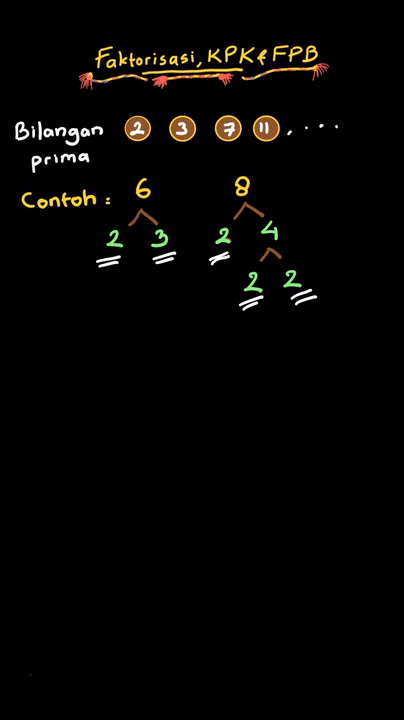 Faktorisasi, KPK & FPB
Bilangan prima 2 3 7 11, ....
Contoh : 6 8
2 3 2 4
2 2